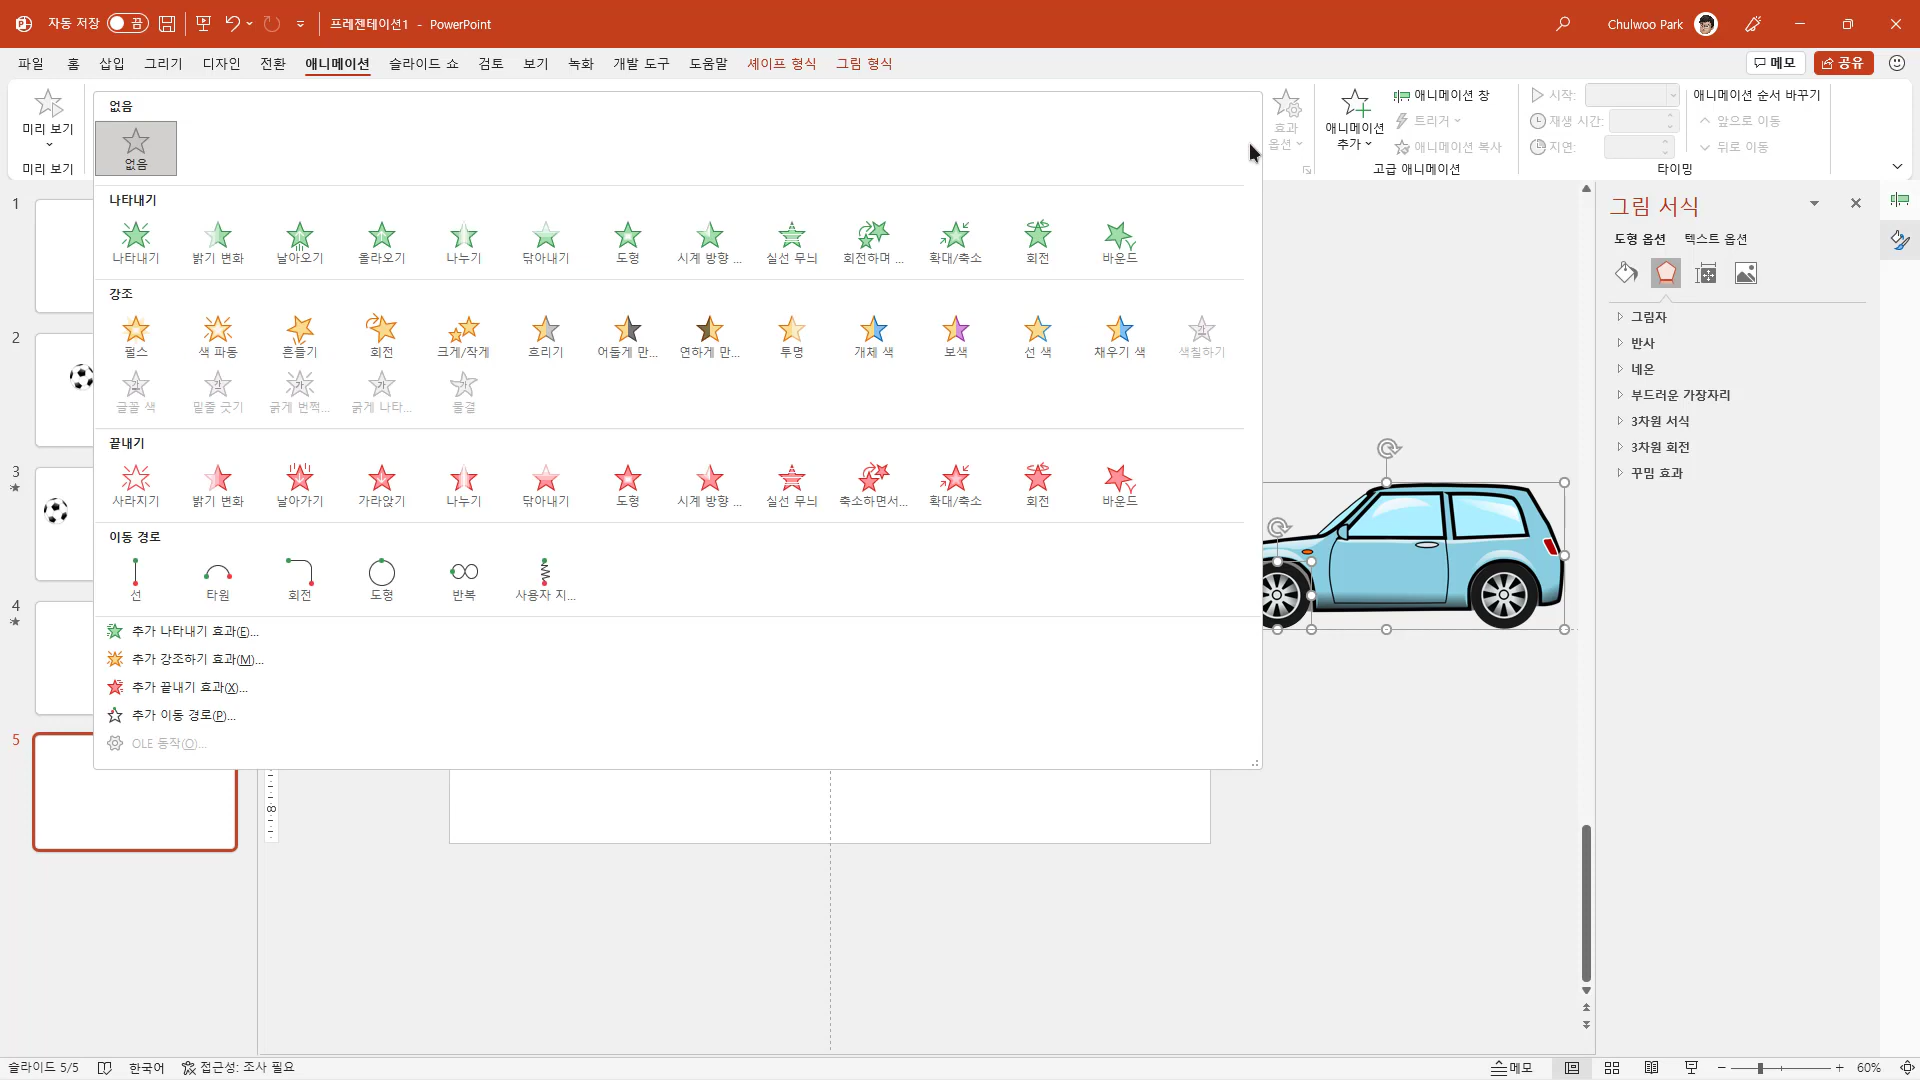 자동 저장 끔 프레젠테이션1 - PowerPoint Chulwoo Park
파일 홈 삽입 그리기 디자인 전환 애니메이션 슬라이드 쇼 검토 보기 녹화 개발 도구 도움말 셰이프 형식 그림 형식 메모 공유
미리 보기
미리 보기
없음
없음
효과 옵션
애니메이션 추가
애니메이션 창
트리거
애니메이션 복사
고급 애니메이션
시작:
재생 시간:
지연:
타이밍
애니메이션 순서 바꾸기
앞으로 이동
뒤로 이동
나타내기
나타내기 밝기 변화 날아오기 올라오기 나누기 닦아내기 도형 시계 방향 ... 실선 무늬 회전하며 ... 확대/축소 회전 바운드
강조
펄스 색 파동 흔들기 회전 크게/작게 흐리기 어둡게 만... 연하게 만... 투명 개체 색 보색 선 색 채우기 색 색칠하기
글꼴 색 밑줄 긋기 굵게 번쩍... 굵게 나타... 물결
끝내기
사라지기 밝기 변화 날아가기 가라앉기 나누기 닦아내기 도형 시계 방향 ... 실선 무늬 축소하면서... 확대/축소 회전 바운드
이동 경로
선 타원 회전 도형 반복 사용자 지...
추가 나타내기 효과(E)...
추가 강조하기 효과(M)...
추가 끝내기 효과(X)...
추가 이동 경로(P)...
OLE 동작(O)...
1
2
3
4
5
8
그림 서식
도형 옵션 텍스트 옵션
그림자
반사
네온
부드러운 가장자리
3차원 서식
3차원 회전
꾸밈 효과
슬라이드 5/5 한국어 접근성: 조사 필요 메모 60%